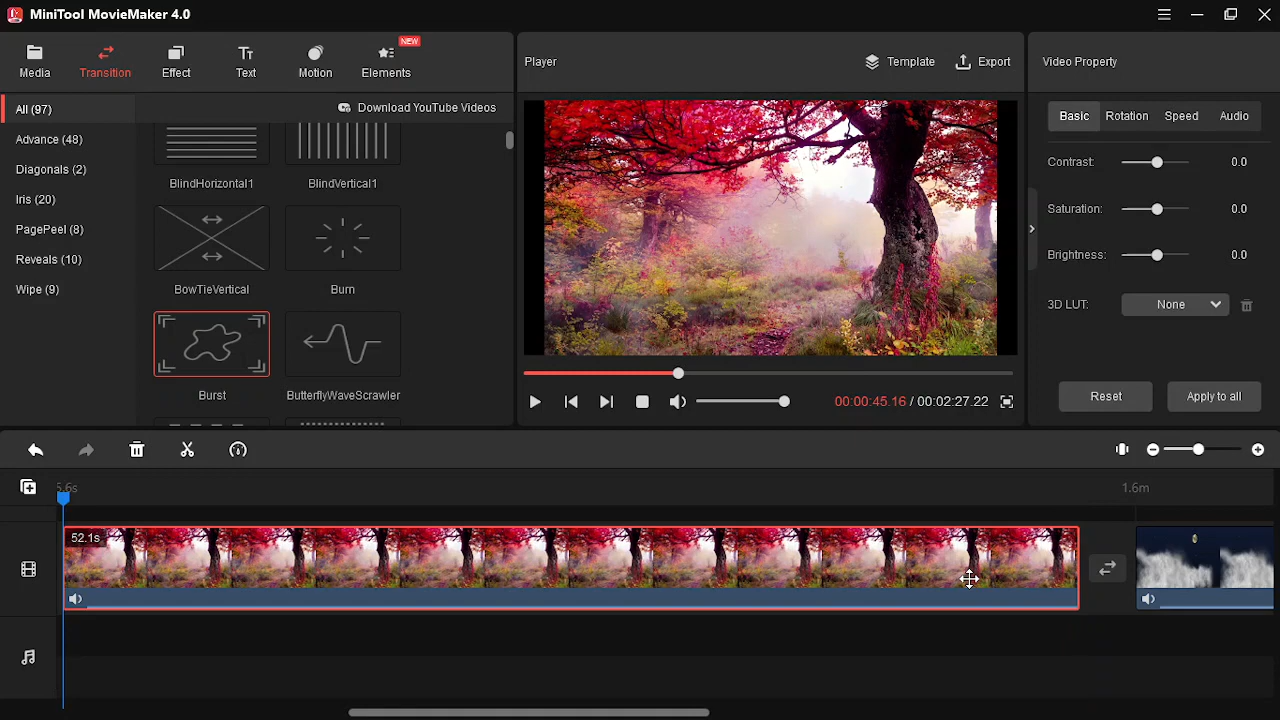 MiniTool MovieMaker 4.0
Media
Transition
Effect
Text
Motion
NEW
Elements
Player
Template
Export
Video Property
All (97)
Download YouTube Videos
Advance (48)
Diagonals (2)
Iris (20)
PagePeel (8)
Reveals (10)
Wipe (9)
BlindHorizontal1
BlindVertical1
BowTieVertical
Burn
Burst
ButterflyWaveScrawler
Basic
Rotation
Speed
Audio
Contrast:
0.0
Saturation:
0.0
Brightness:
0.0
3D LUT:
None
Reset
Apply to all
00:00:45.16 / 00:02:27.22
1.6m
52.1s